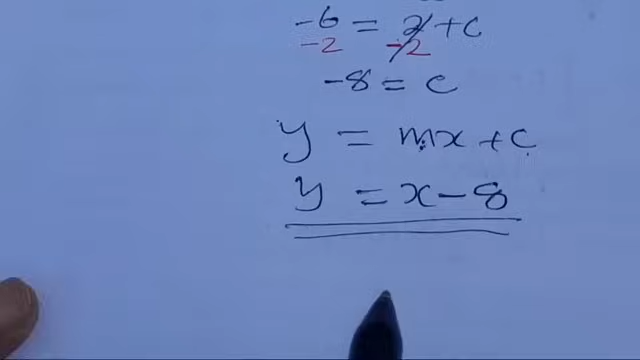 -6 = 2 + c
-2 -2
-8 = c
y = mx + c
y = x - 8